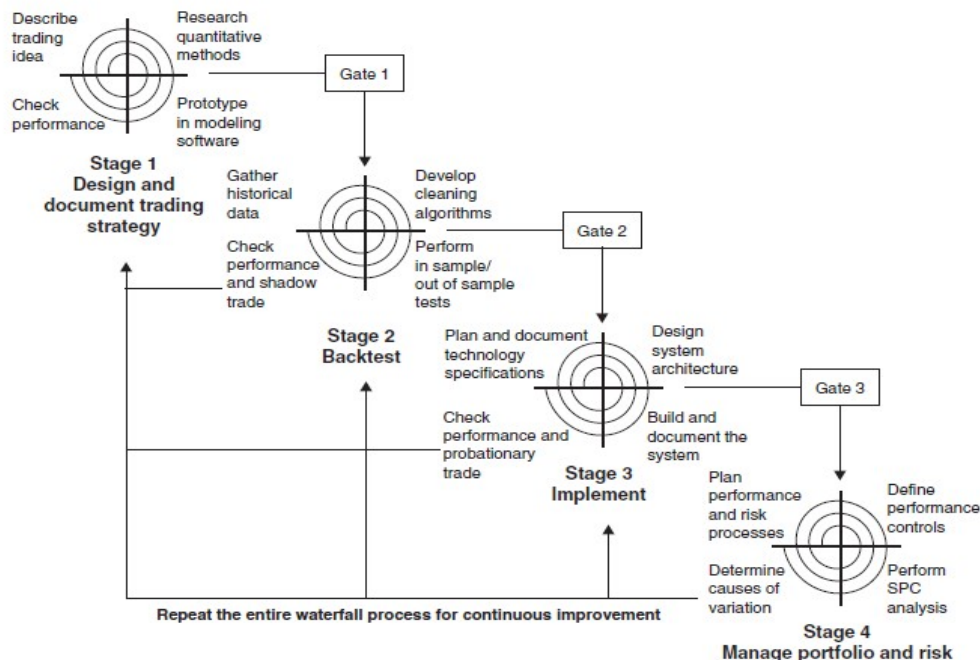 Describe
trading
idea
Research
quantitative
methods
Check
performance
Prototype
in modeling
software
Gate 1
Stage 1
Design and
document trading
strategy
Gather
historical
data
Develop
cleaning
algorithms
Check
performance
and shadow
trade
Perform
in sample/
out of sample
tests
Gate 2
Stage 2
Backtest
Plan and document
technology
specifications
Design
system
architecture
Check
performance and
probationary
trade
Build and
document the
system
Gate 3
Stage 3
Implement
Plan
performance
and risk
processes
Define
performance
controls
Determine
causes of
variation
Perform
SPC
analysis
Stage 4
Manage portfolio and risk
Repeat the entire waterfall process for continuous improvement